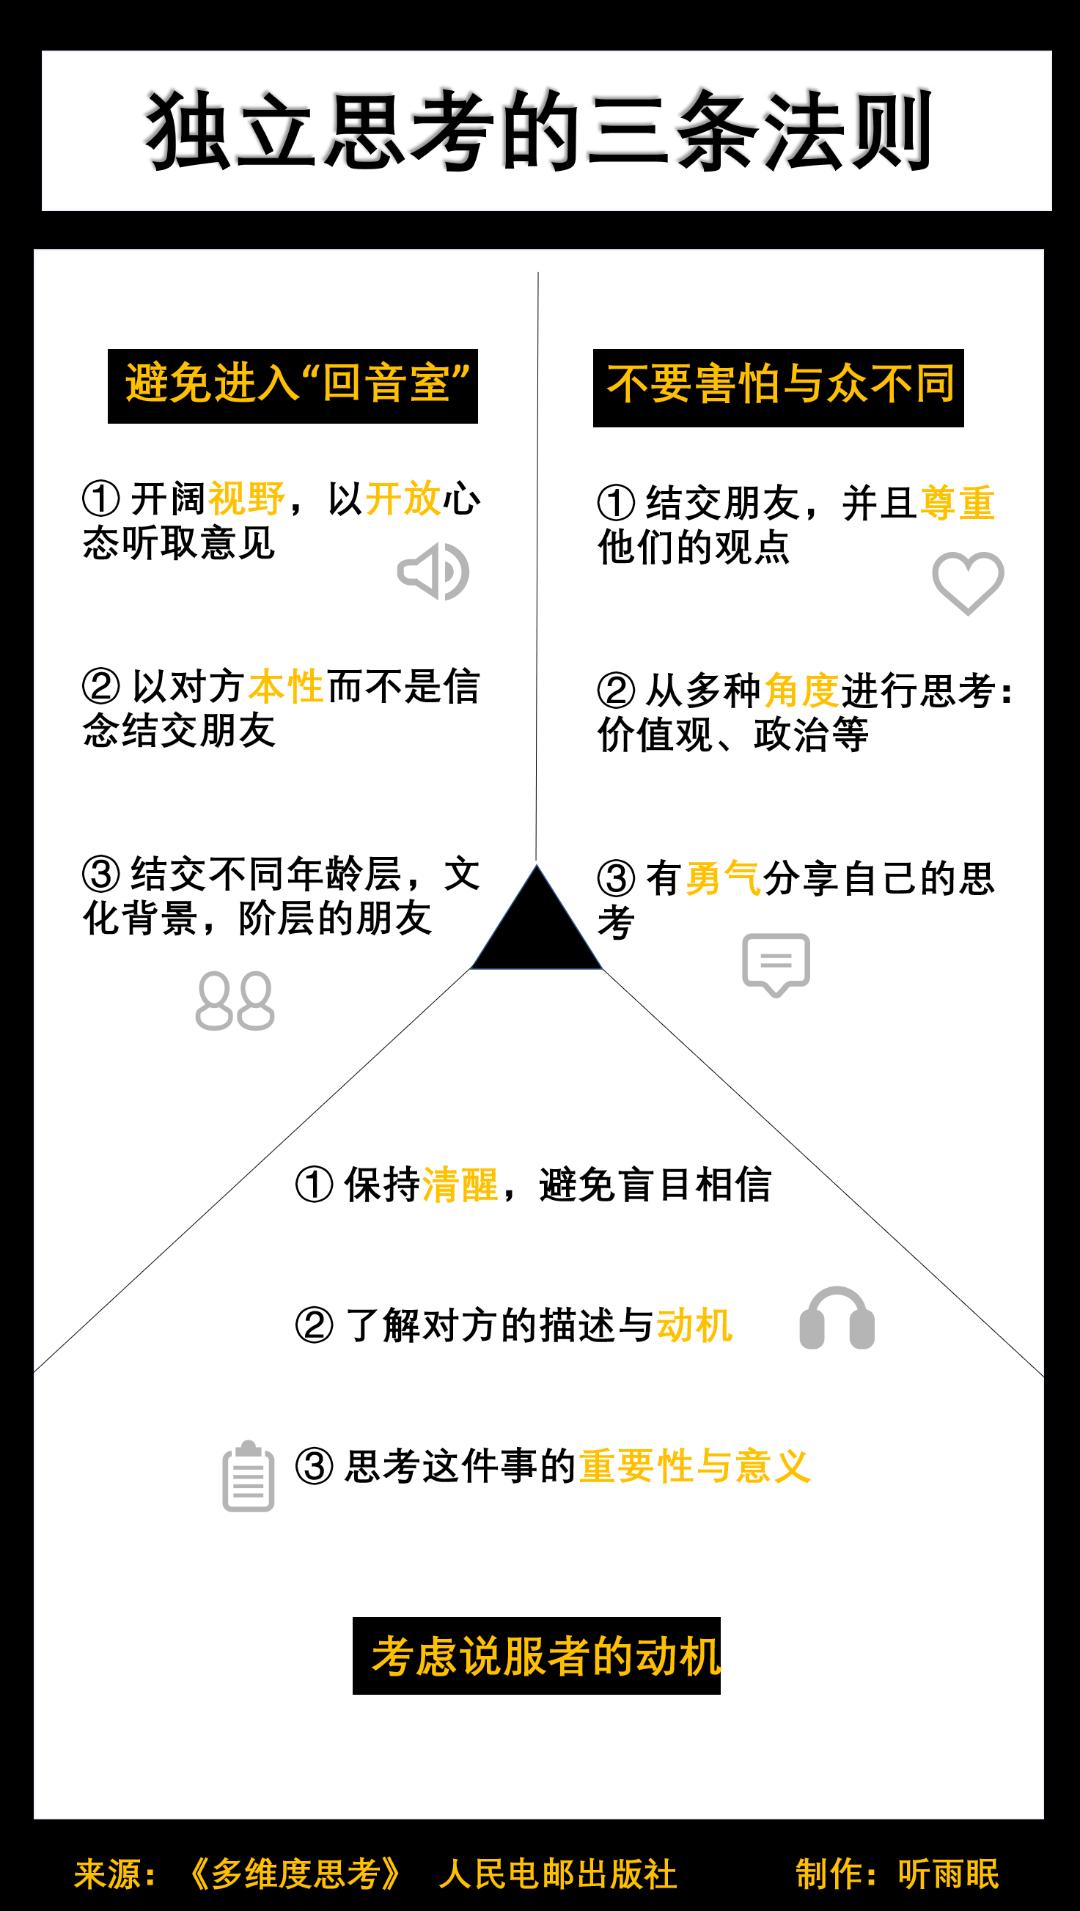 独立思考的三条法则
避免进入“回音室”
① 开阔视野，以开放心
态听取意见
② 以对方本性而不是信
念结交朋友
③ 结交不同年龄层，文
化背景，阶层的朋友
不要害怕与众不同
① 结交朋友，并且尊重
他们的观点
② 从多种角度进行思考：
价值观、政治等
③ 有勇气分享自己的思
考
① 保持清醒，避免盲目相信
② 了解对方的描述与动机
③ 思考这件事的重要性与意义
考虑说服者的动机
来源：《多维度思考》 人民电邮出版社 制作：听雨眠